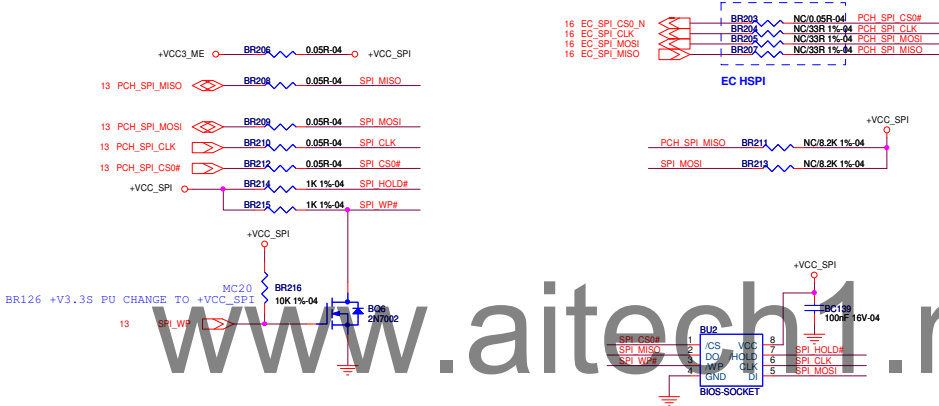 16 EC_SPI_CS0_N BR203 NC/0.05R-04 PCH_SPI_CS0#
16 EC_SPI_CLK BR204 NC/33R 1%-04 PCH_SPI_CLK
16 EC_SPI_MOSI BR205 NC/33R 1%-04 PCH_SPI_MOSI
16 EC_SPI_MISO BR207 NC/33R 1%-04 PCH_SPI_MISO
EC HSPI
+VCC3_ME BR206 0.05R-04 +VCC_SPI
13 PCH_SPI_MISO BR208 0.05R-04 SPI_MISO
13 PCH_SPI_MOSI BR209 0.05R-04 SPI_MOSI
13 PCH_SPI_CLK BR210 0.05R-04 SPI_CLK
13 PCH_SPI_CS0# BR212 0.05R-04 SPI_CS0#
+VCC_SPI BR214 1K 1%-04 SPI_HOLD#
BR215 1K 1%-04 SPI_WP#
+VCC_SPI
PCH_SPI_MISO BR211 NC/8.2K 1%-04
SPI_MOSI BR213 NC/8.2K 1%-04
+VCC_SPI
MC20 BR216
BR126 +V3.3S PU CHANGE TO +VCC_SPI 10K 1%-04
13 SPI_WP
BQ6
2N7002
+VCC_SPI
BC139
100nF 16V-04
BU2
SPI_CS0# 1 /CS VCC 8
SPI_MISO 2 DO /HOLD 7 SPI_HOLD#
SPI_WP# 3 /WP CLK 6 SPI_CLK
4 GND DI 5 SPI_MOSI
BIOS-SOCKET
www.aitech1.r